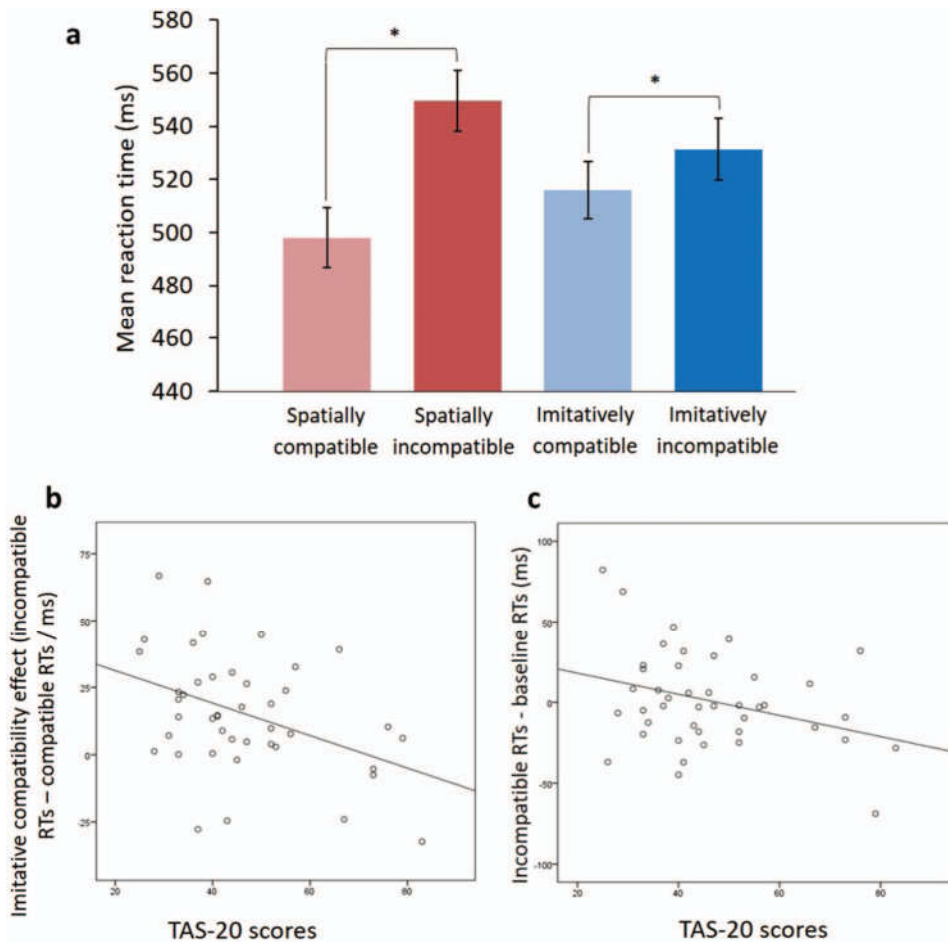 a
Mean reaction time (ms)
580
560
540
520
500
480
460
440
*
*
Spatially
compatible
Spatially
incompatible
Imitatively
compatible
Imitatively
incompatible
b
Imitative compatibility effect (incompatible
RTs – compatible RTs / ms)
75
50
25
0
-25
20
40
60
80
TAS-20 scores
c
Incompatible RTs - baseline RTs (ms)
100
50
0
-50
-100
20
40
60
80
TAS-20 scores